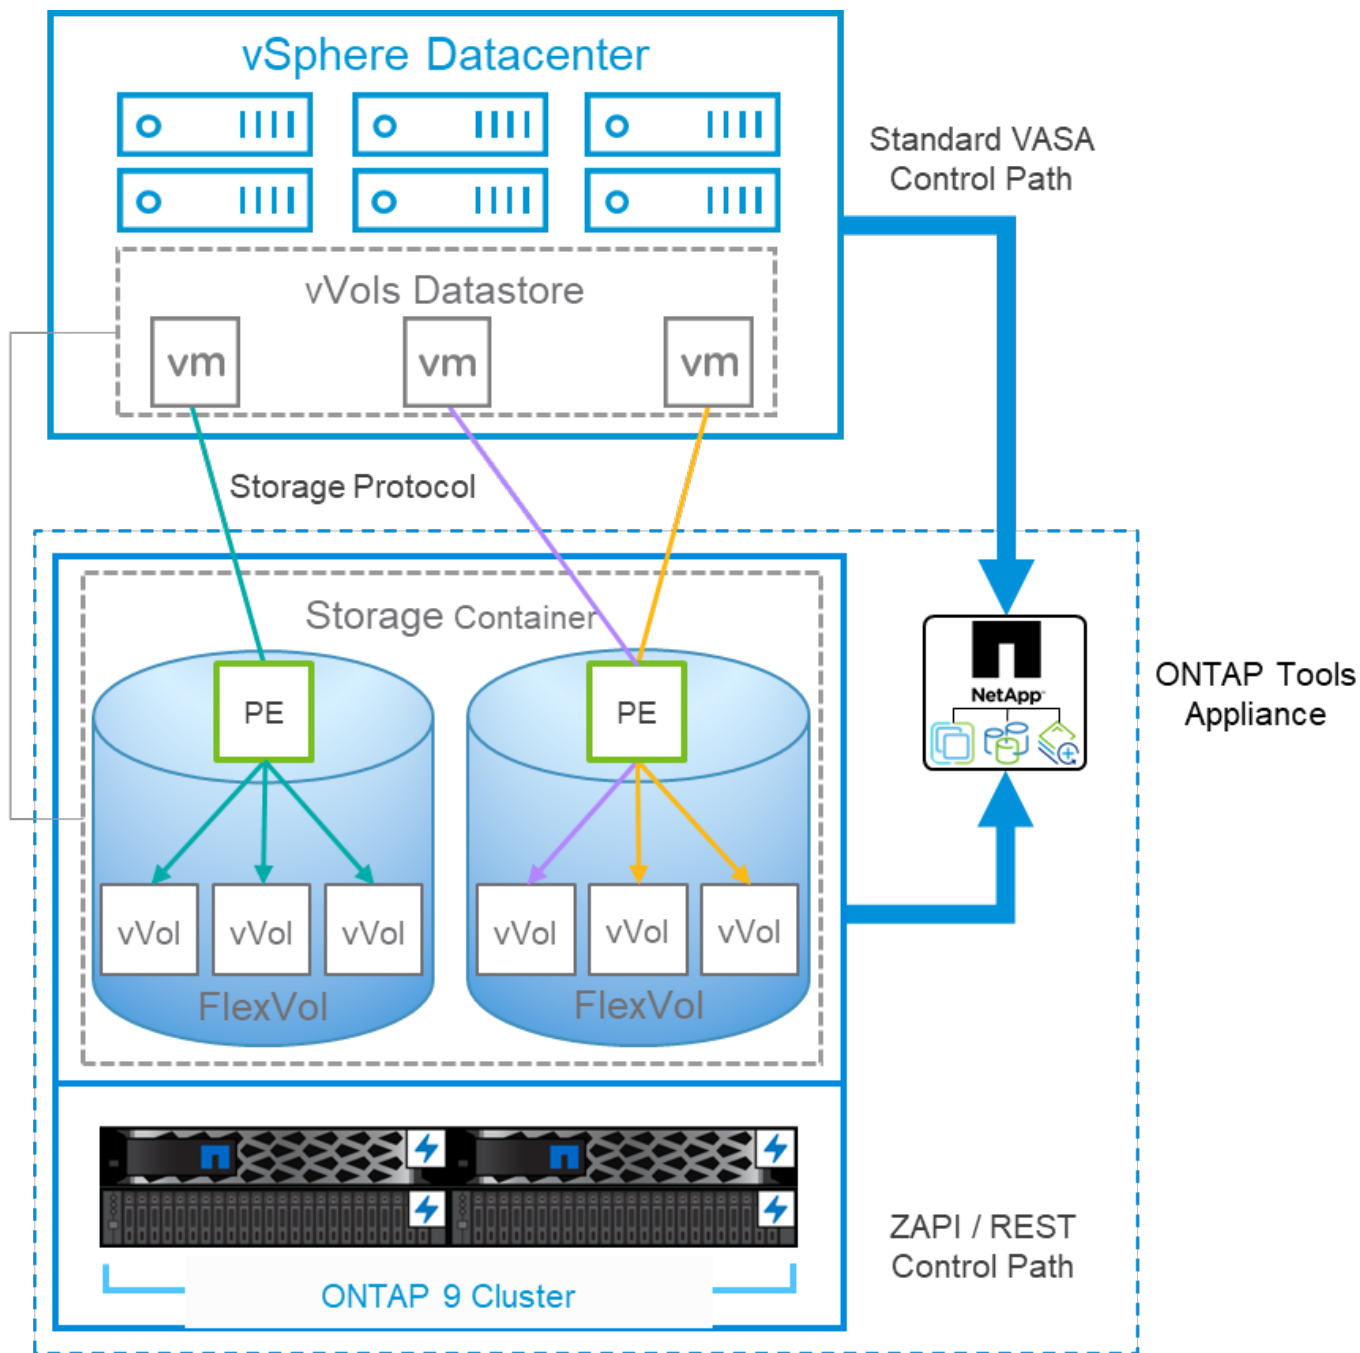 vSphere Datacenter
Standard VASA
Control Path
vVols Datastore
vm
vm
vm
Storage Protocol
Storage Container
PE
PE
NetApp
ONTAP Tools
Appliance
vVol
vVol
vVol
vVol
vVol
vVol
FlexVol
FlexVol
ZAPI / REST
Control Path
ONTAP 9 Cluster